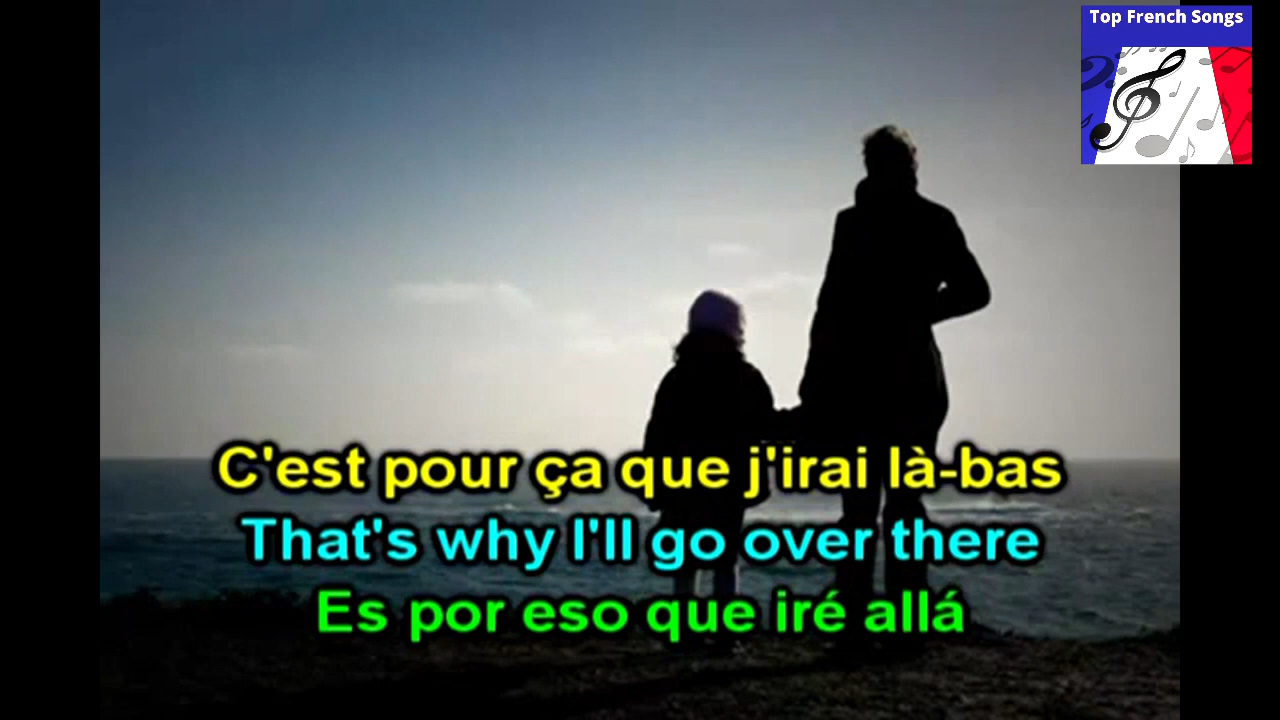 Top French Songs
C'est pour ça que j'irai là-bas
That's why I'll go over there
Es por eso que iré allá